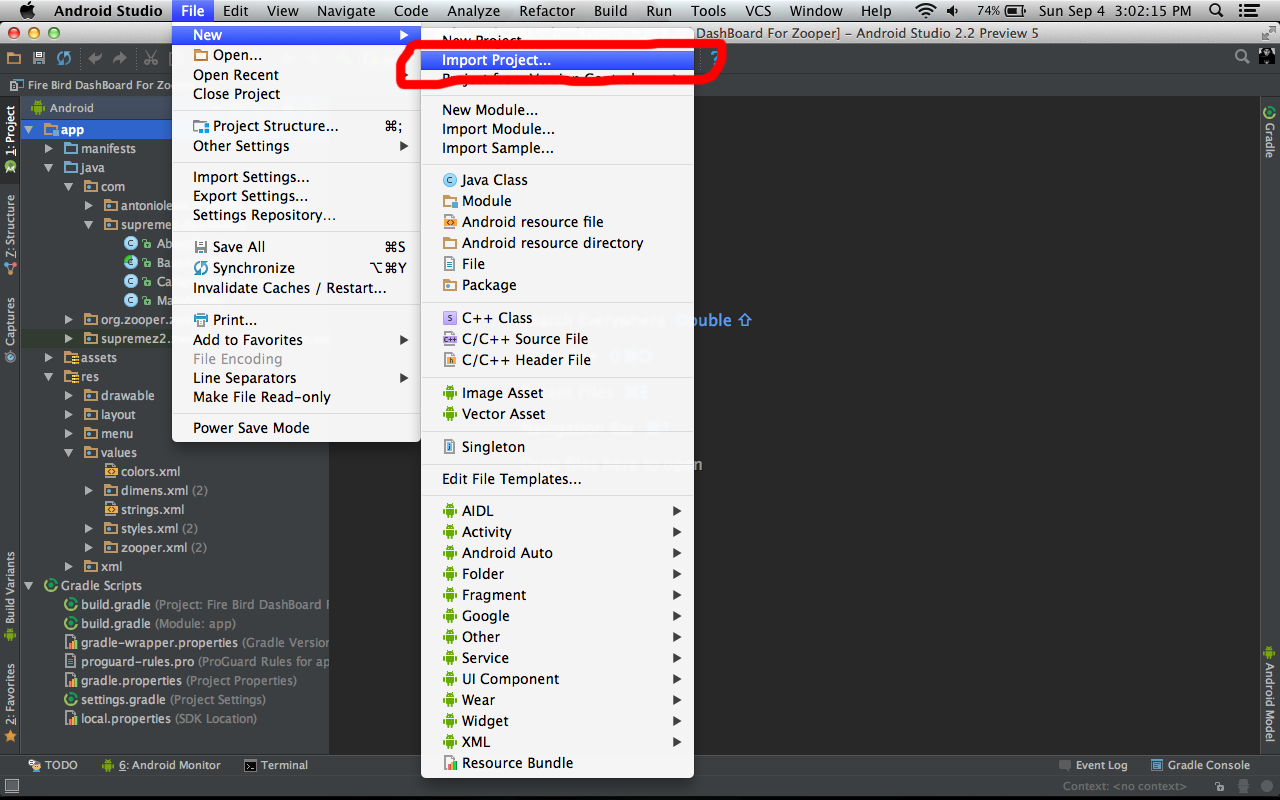 Android Studio File Edit View Navigate Code Analyze Refactor Build Run Tools VCS Window Help 74% Sun Sep 4 3:02:15 PM
DashBoard For Zooper] – Android Studio 2.2 Preview 5
Fire Bird DashBoard For Zoo
Android
app
manifests
java
com
antoniole
supremez
Ab
Ba
Ca
Ma
org.zooper.z
supremez2.
assets
res
drawable
layout
menu
values
colors.xml
dimens.xml (2)
strings.xml
styles.xml (2)
zooper.xml (2)
xml
Gradle Scripts
build.gradle (Project: Fire Bird DashBoard F
build.gradle (Module: app)
gradle-wrapper.properties (Gradle Version
proguard-rules.pro (ProGuard Rules for ap
gradle.properties (Project Properties)
settings.gradle (Project Settings)
local.properties (SDK Location)
1: Project
Z: Structure
Captures
Build Variants
2: Favorites
New
Open...
Open Recent
Close Project
Project Structure... ⌘;
Other Settings
Import Settings...
Export Settings...
Settings Repository...
Save All ⌘S
Synchronize ⌥⌘Y
Invalidate Caches / Restart...
Print...
Add to Favorites
File Encoding
Line Separators
Make File Read-only
Power Save Mode
New Project
Import Project...
Project from Version Control
New Module...
Import Module...
Import Sample...
Java Class
Module
Android resource file
Android resource directory
File
Package
C++ Class
C/C++ Source File
C/C++ Header File
Image Asset
Vector Asset
Singleton
Edit File Templates...
AIDL
Activity
Android Auto
Folder
Fragment
Google
Other
Service
UI Component
Wear
Widget
XML
Resource Bundle
Double ⇧
Gradle
Android Model
TODO 6: Android Monitor Terminal Event Log Gradle Console
Context: <no context>